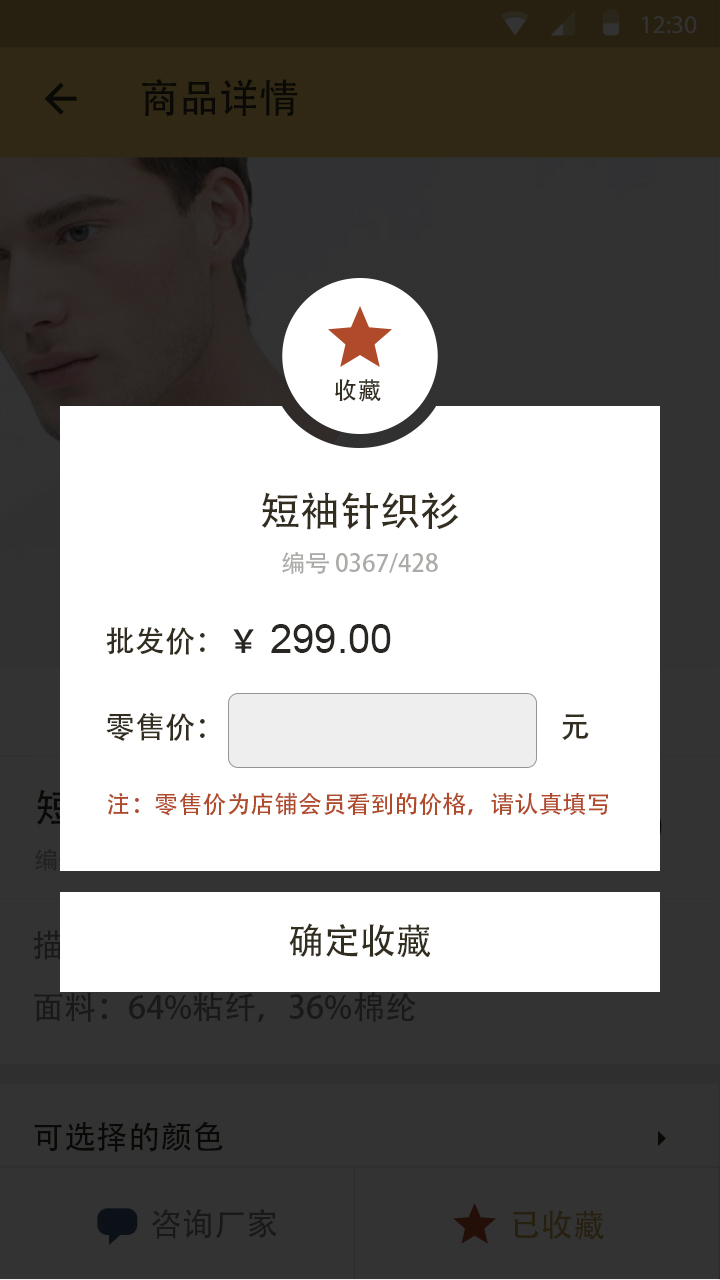 12:30
商品详情
收藏
短袖针织衫
编号 0367/428
批发价： ¥ 299.00
零售价： 元
注：零售价为店铺会员看到的价格，请认真填写
短
编
确定收藏
描
面料：64%粘纤，36%棉纶
可选择的颜色
咨询厂家 已收藏